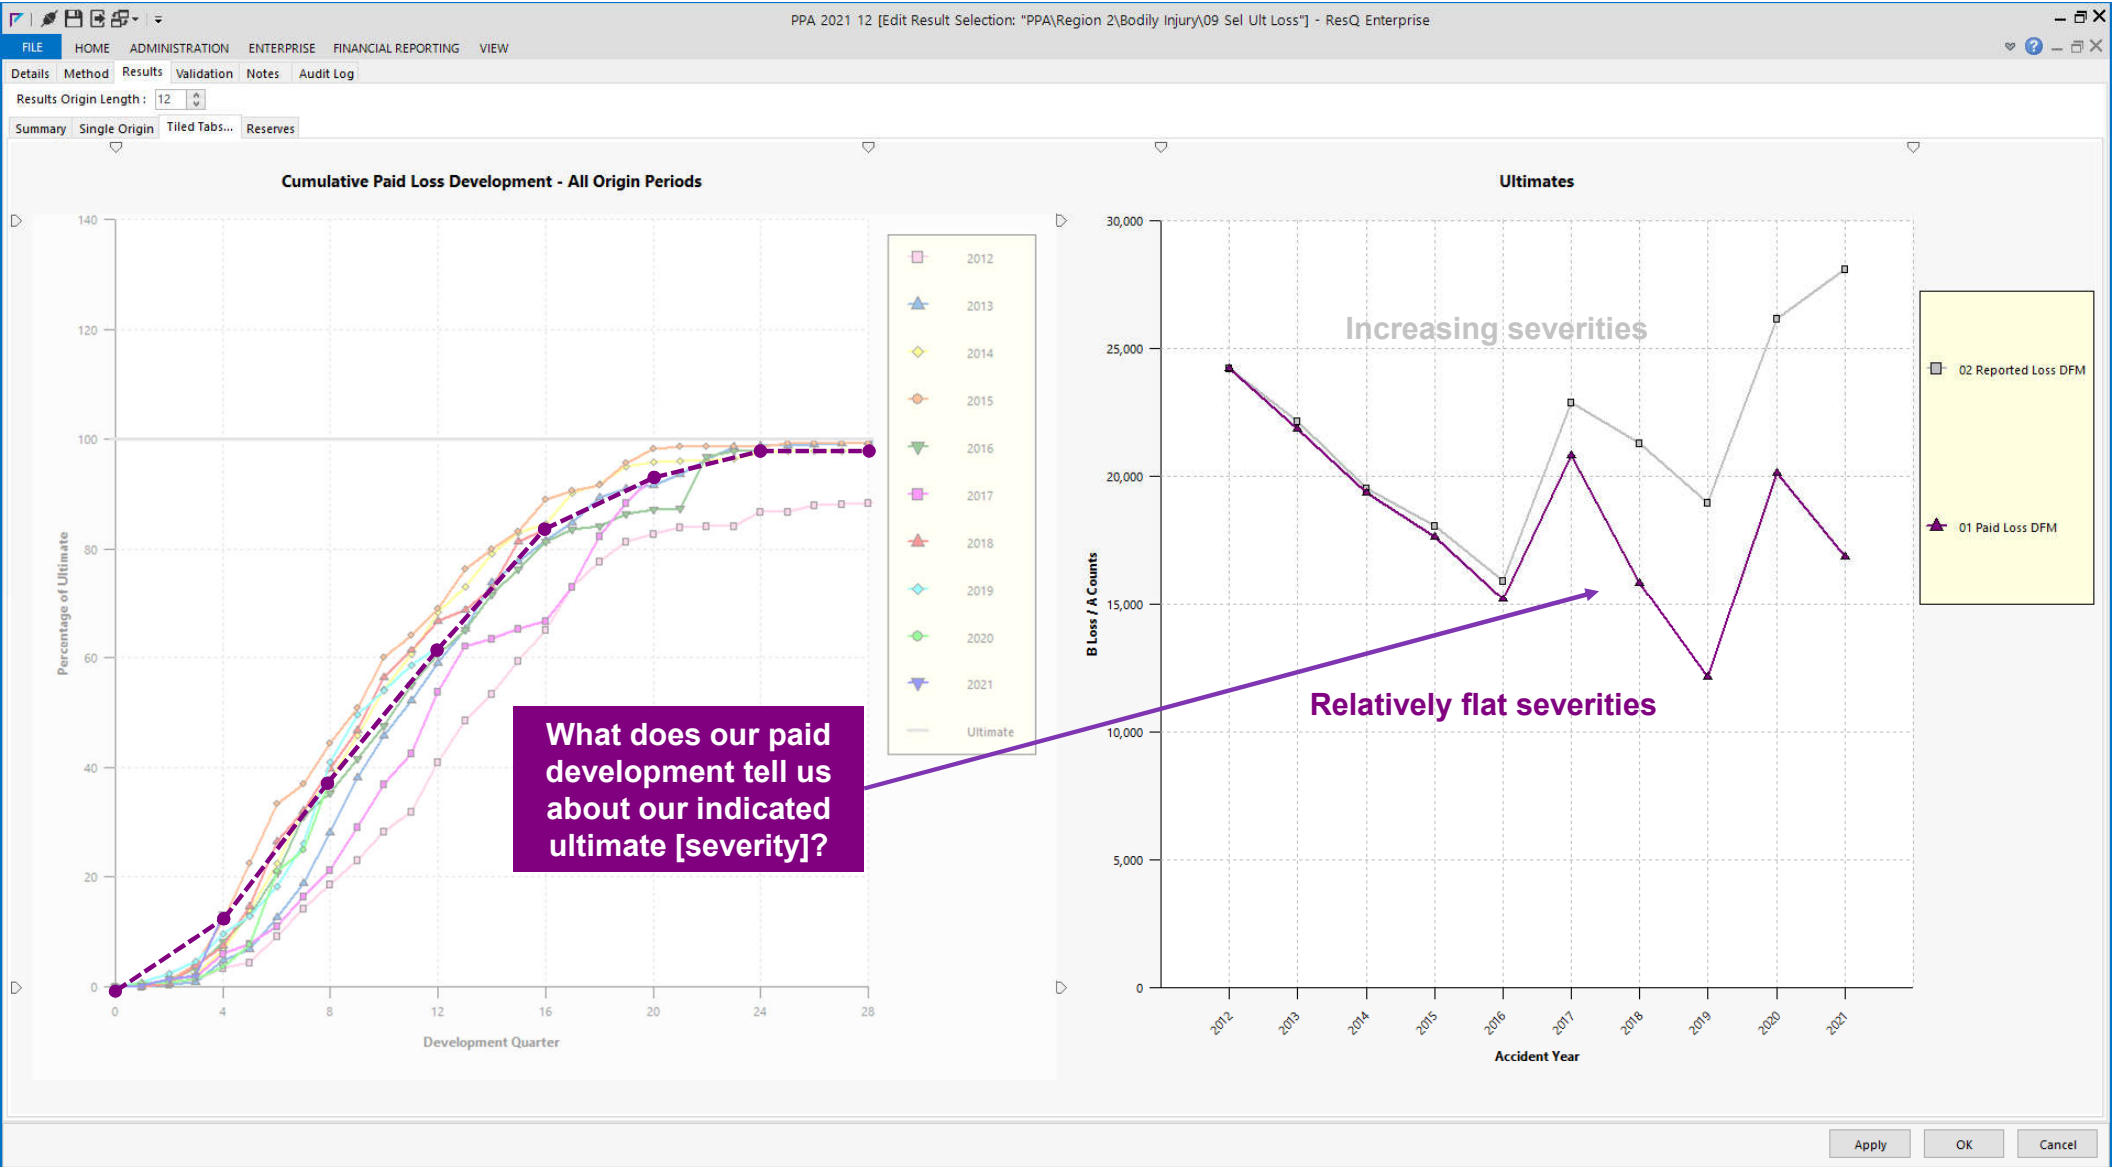 PPA 2021 12 [Edit Result Selection: "PPA\Region 2\Bodily Injury\09 Sel Ult Loss"] - ResQ Enterprise
FILE HOME ADMINISTRATION ENTERPRISE FINANCIAL REPORTING VIEW
Details Method Results Validation Notes Audit Log
Results Origin Length : 12
Summary Single Origin Tiled Tabs... Reserves
Cumulative Paid Loss Development - All Origin Periods
140
120
100
80
60
40
20
0
Percentage of Ultimate
0 4 8 12 16 20 24 28
Development Quarter
2012
2013
2014
2015
2016
2017
2018
2019
2020
2021
Ultimate
What does our paid
development tell us
about our indicated
ultimate [severity]?
Ultimates
30,000
25,000
20,000
15,000
10,000
5,000
0
B Loss / A Counts
Increasing severities
Relatively flat severities
2012 2013 2014 2015 2016 2017 2018 2019 2020 2021
Accident Year
02 Reported Loss DFM
01 Paid Loss DFM
Apply OK Cancel